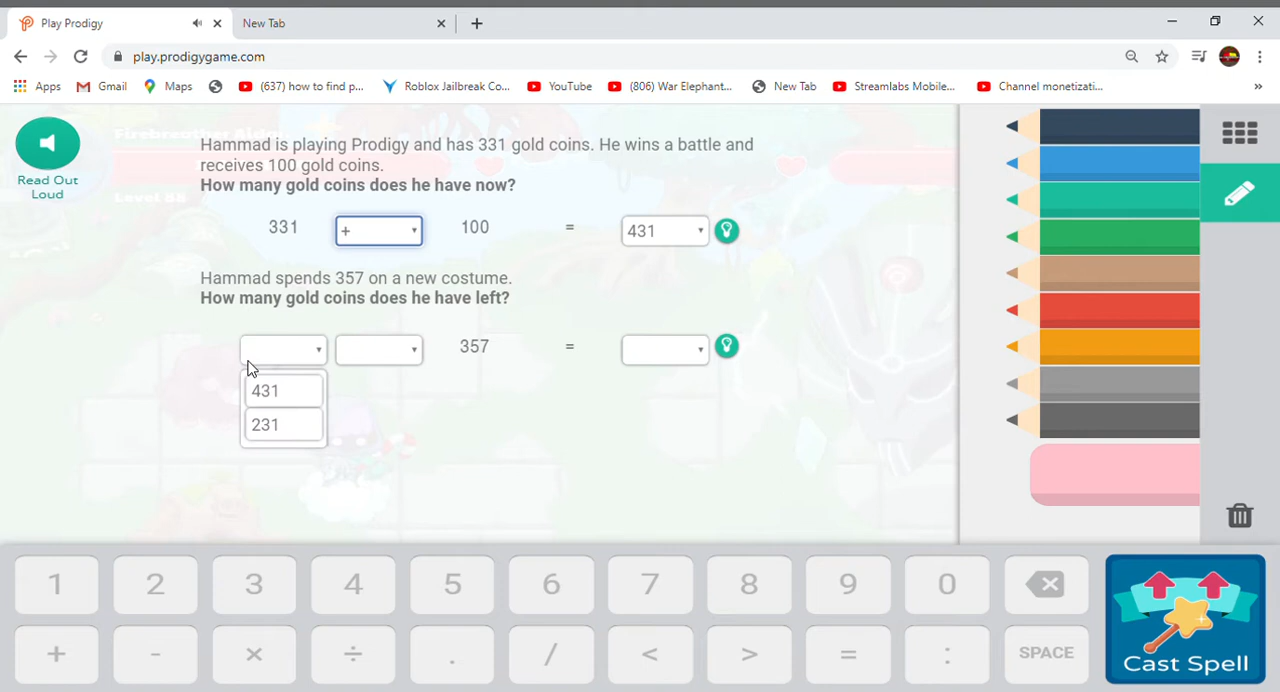 Play Prodigy
New Tab
play.prodigygame.com
Apps
Gmail
Maps
(637) how to find p...
Roblox Jailbreak Co...
YouTube
(806) War Elephant...
New Tab
Streamlabs Mobile...
Channel monetizati...
»
Read Out
Loud
Level 88
Hammad is playing Prodigy and has 331 gold coins. He wins a battle and
receives 100 gold coins.
How many gold coins does he have now?
331 + 100 = 431
Hammad spends 357 on a new costume.
How many gold coins does he have left?
357 =
431
231
1 2 3 4 5 6 7 8 9 0
+ - × ÷ . / < > = : SPACE
Cast Spell